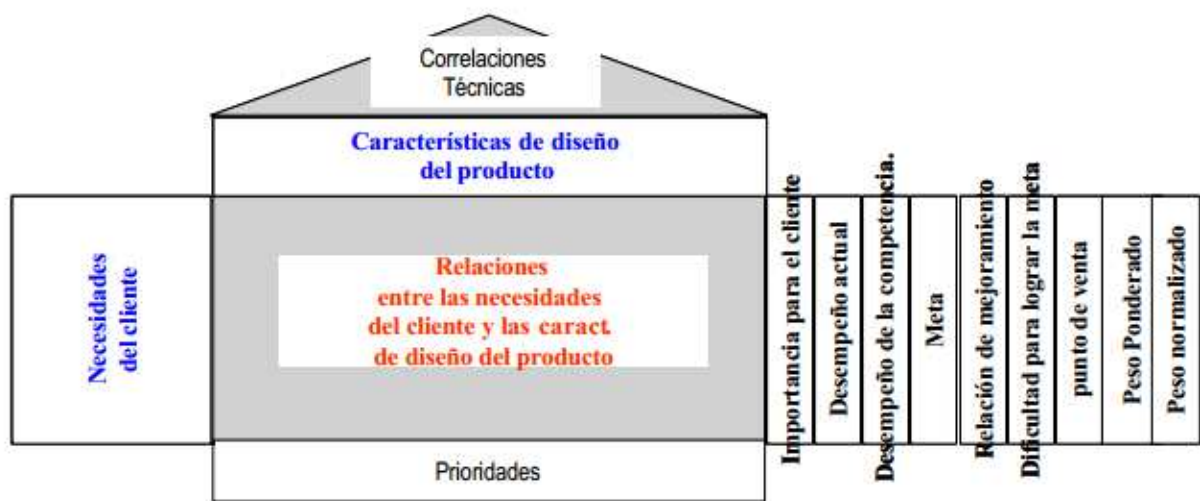 Correlaciones
Técnicas
Características de diseño
del producto
Necesidades
del cliente
Relaciones
entre las necesidades
del cliente y las caract.
de diseño del producto
Importancia para el cliente
Desempeño actual
Desempeño de la competencia.
Meta
Relación de mejoramiento
Dificultad para lograr la meta
punto de venta
Peso Ponderado
Peso normalizado
Prioridades